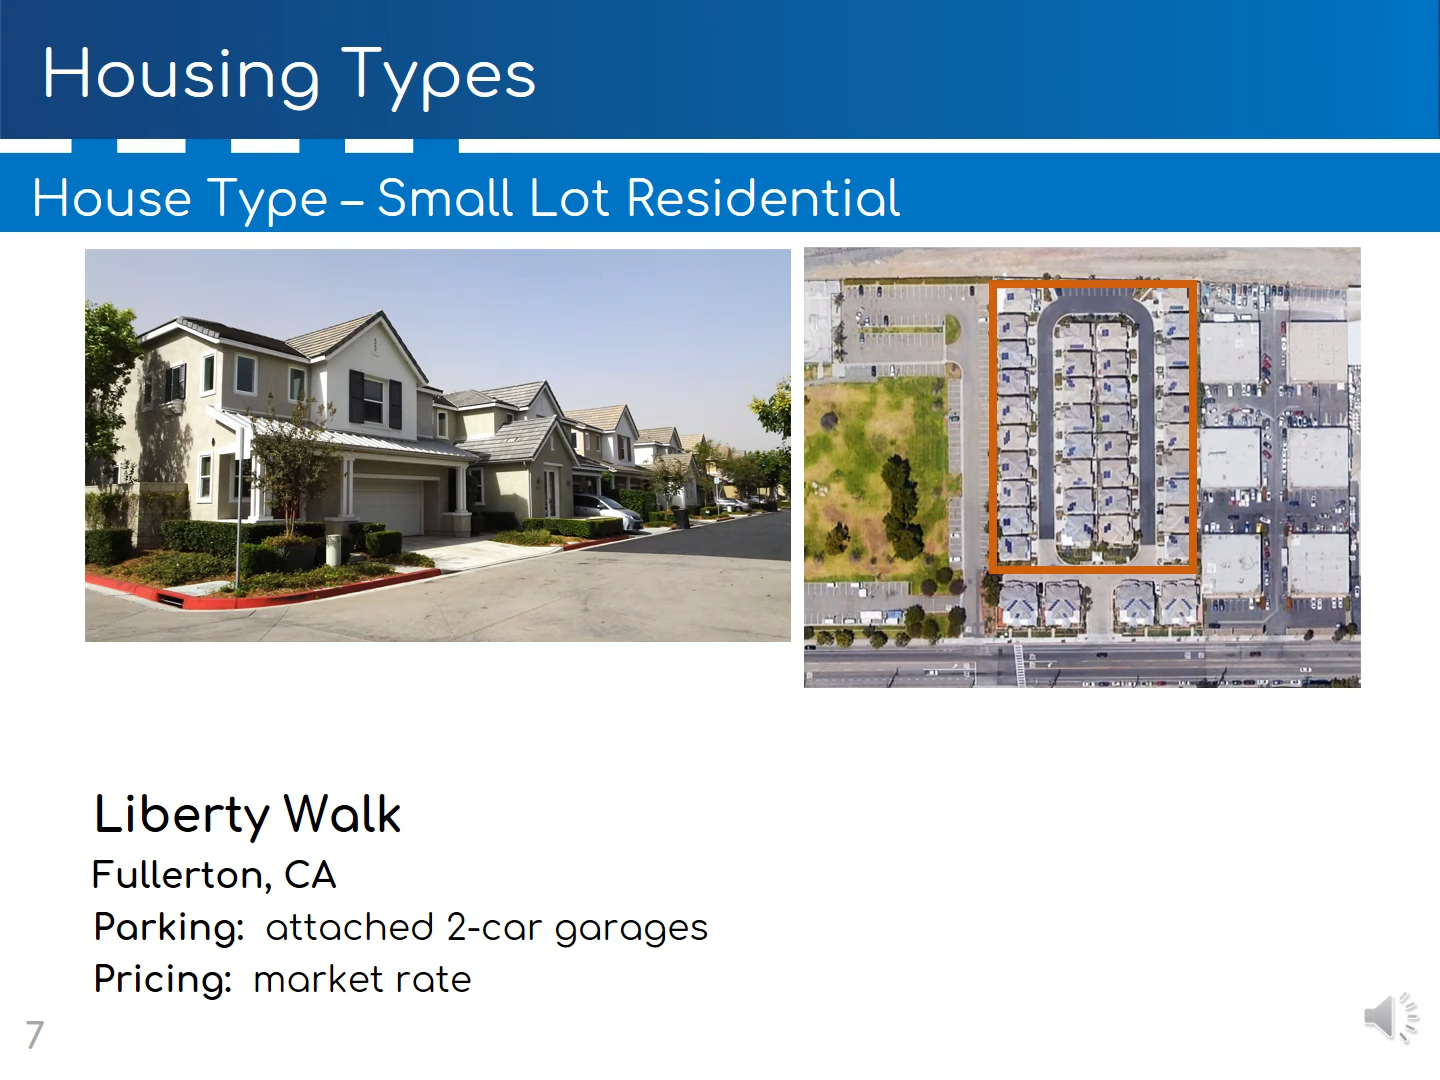 Housing Types
House Type – Small Lot Residential
Liberty Walk
Fullerton, CA
Parking: attached 2-car garages
Pricing: market rate
7